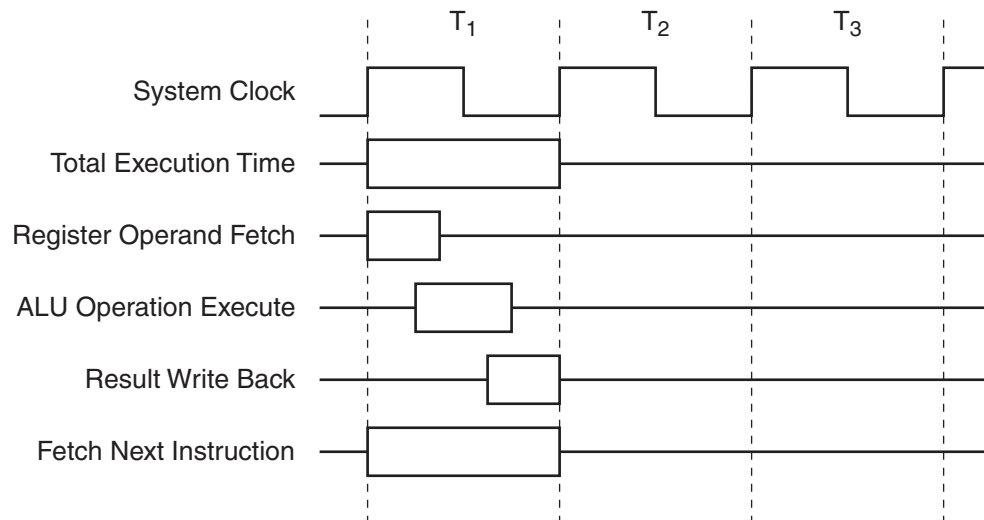 T1 T2 T3
System Clock
Total Execution Time
Register Operand Fetch
ALU Operation Execute
Result Write Back
Fetch Next Instruction